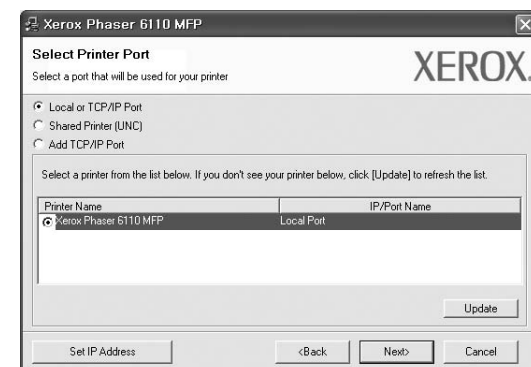 Xerox Phaser 6110 MFP
Select Printer Port
Select a port that will be used for your printer
XEROX.
Local or TCP/IP Port
Shared Printer (UNC)
Add TCP/IP Port
Select a printer from the list below. If you don't see your printer below, click [Update] to refresh the list.
Printer Name IP/Port Name
Xerox Phaser 6110 MFP Local Port
Update
Set IP Address <Back Next> Cancel